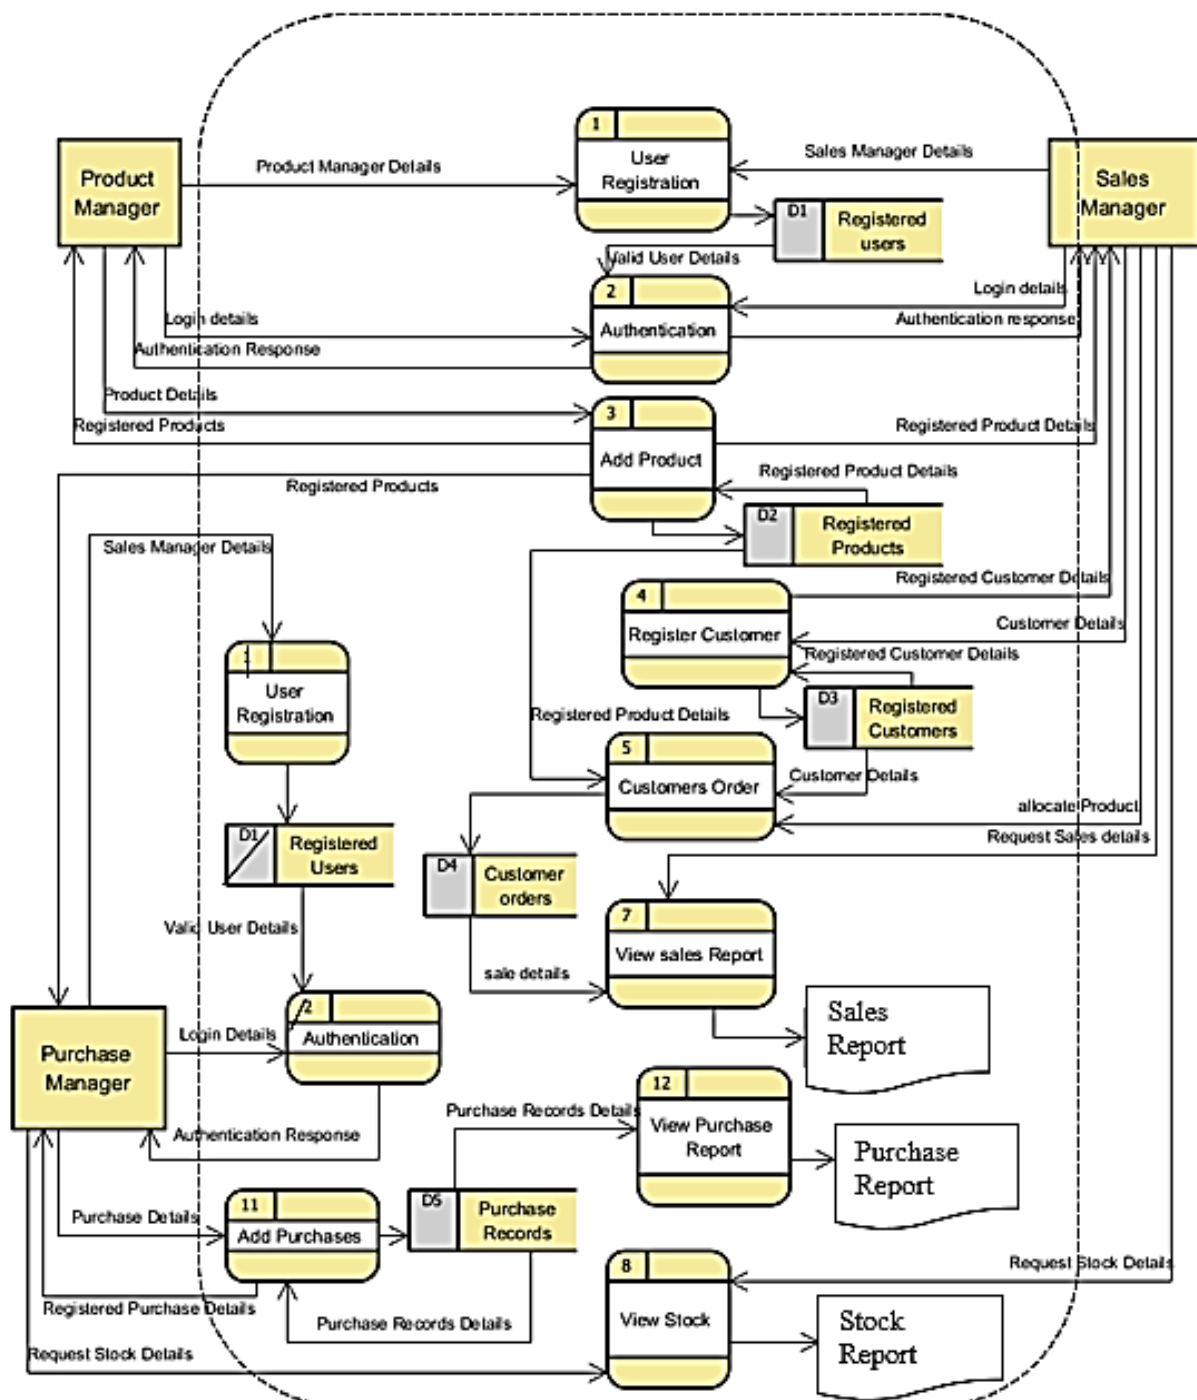 1
User
Registration
Product Manager Details
Sales Manager Details
Product
Manager
Sales
Manager
D1
Registered
users
Valid User Details
2
Authentication
Login details
Authentication Response
Login details
Authentication response
Product Details
Registered Products
3
Add Product
Registered Product Details
Registered Products
Registered Product Details
D2
Registered
Products
Sales Manager Details
Registered Customer Details
4
Register Customer
Customer Details
Registered Customer Details
1
User
Registration
D3
Registered
Customers
Registered Product Details
5
Customers Order
Customer Details
allocate Product
Request Sales details
D1
Registered
Users
D4
Customer
orders
7
View sales Report
Valid User Details
sale details
2
Authentication
Login Details
Purchase
Manager
Sales
Report
12
View Purchase
Report
Purchase Records Details
Authentication Response
Purchase
Report
11
Add Purchases
Purchase Details
D5
Purchase
Records
8
View Stock
Request Stock Details
Registered Purchase Details
Purchase Records Details
Request Stock Details
Stock
Report